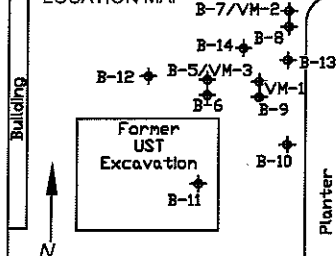 LOCATION MAP
B-7/VM-2
B-8
B-14
B-13
B-12
B-5/VM-3
VM-1
B-6
B-9
Building
Former
UST
Excavation
B-10
B-11
Planter
N